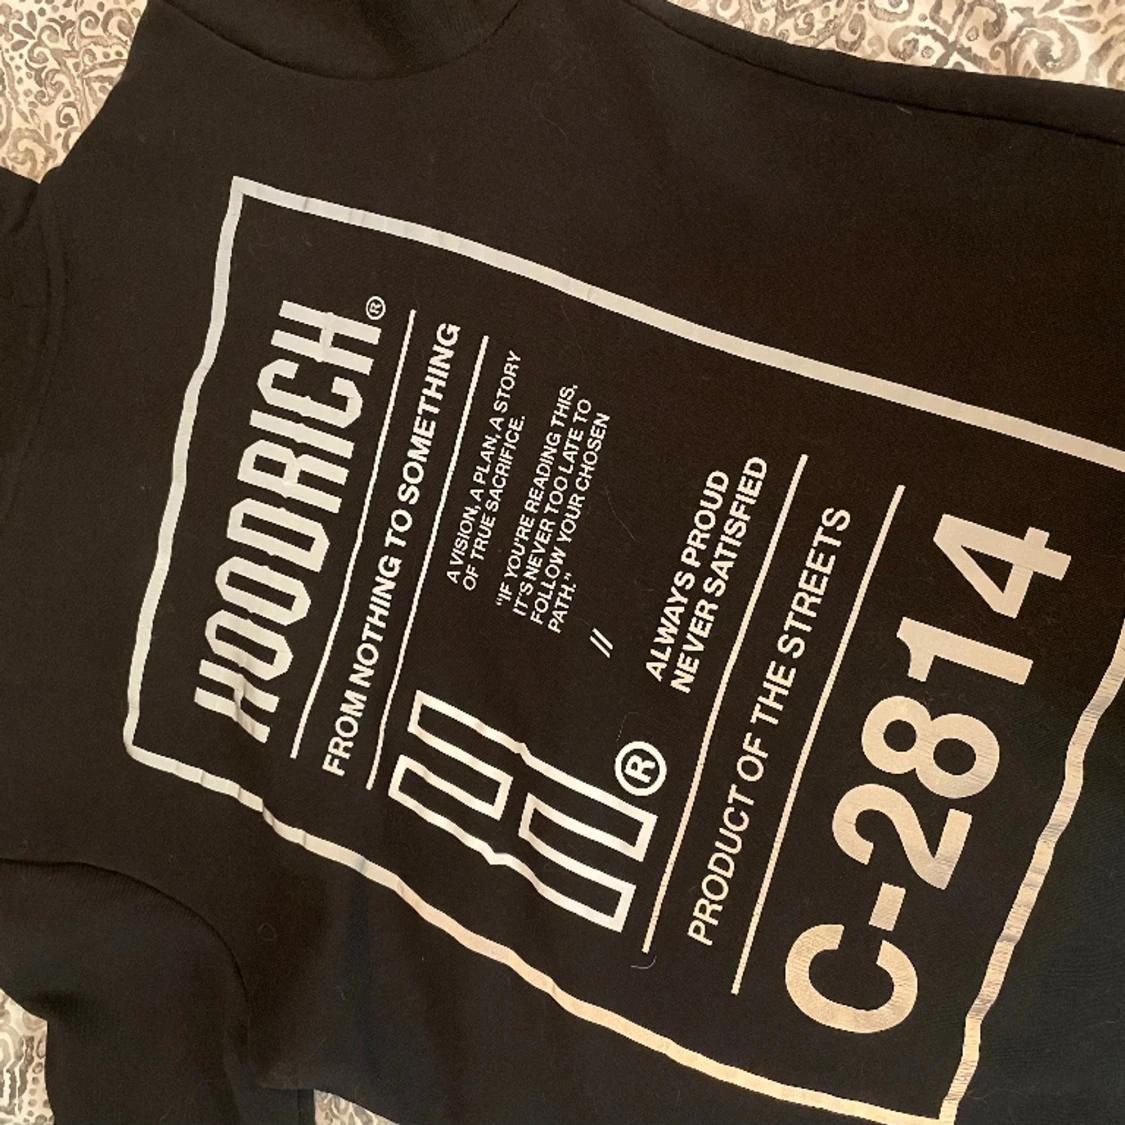 HOODRICH®
FROM NOTHING TO SOMETHING
A VISION, A PLAN, A STORY
OF TRUE SACRIFICE.
"IF YOU'RE READING THIS,
IT'S NEVER TOO LATE TO
FOLLOW YOUR CHOSEN
PATH."
//
H®
ALWAYS PROUD
NEVER SATISFIED
PRODUCT OF THE STREETS
C-2814